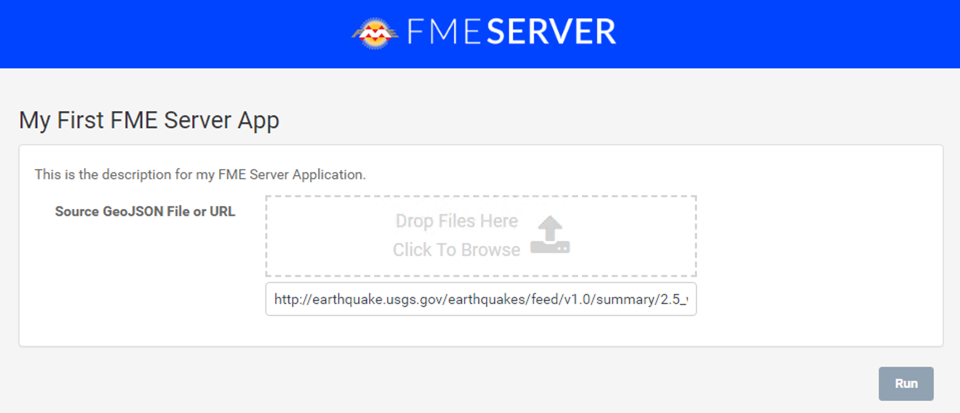 FMESERVER
My First FME Server App
This is the description for my FME Server Application.
Source GeoJSON File or URL
Drop Files Here
Click To Browse
http://earthquake.usgs.gov/earthquakes/feed/v1.0/summary/2.5_
Run